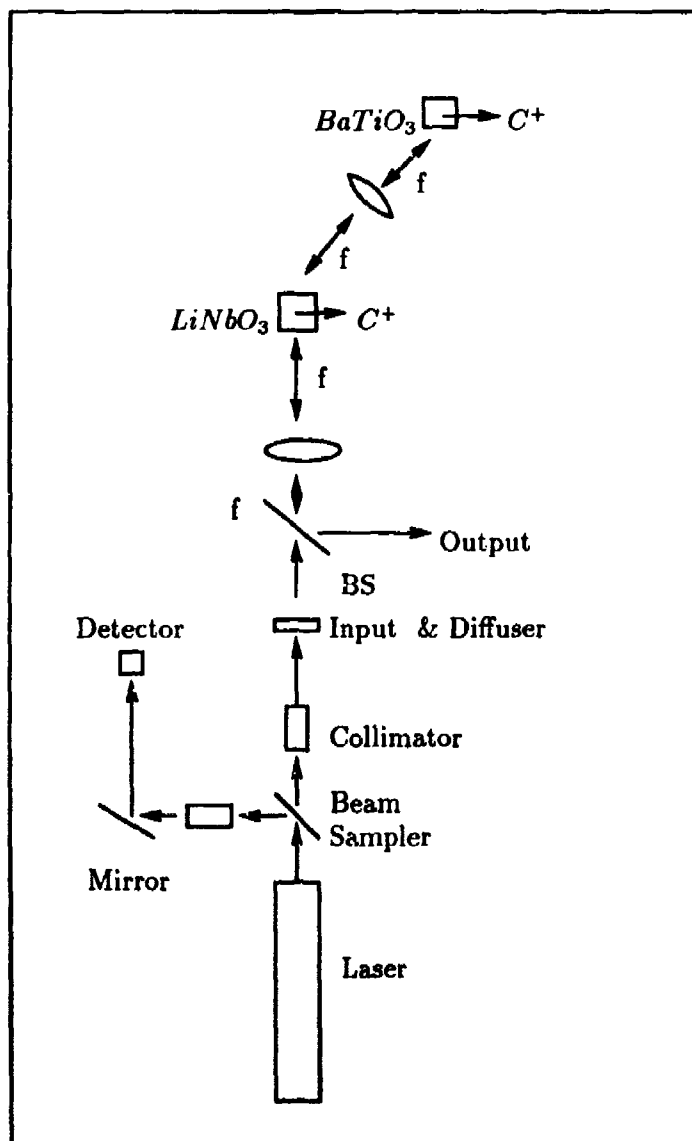 BaTiO₃ C⁺
f
f
LiNbO₃ C⁺
f
f
Output
BS
Detector
Input & Diffuser
Collimator
Beam
Sampler
Mirror
Laser